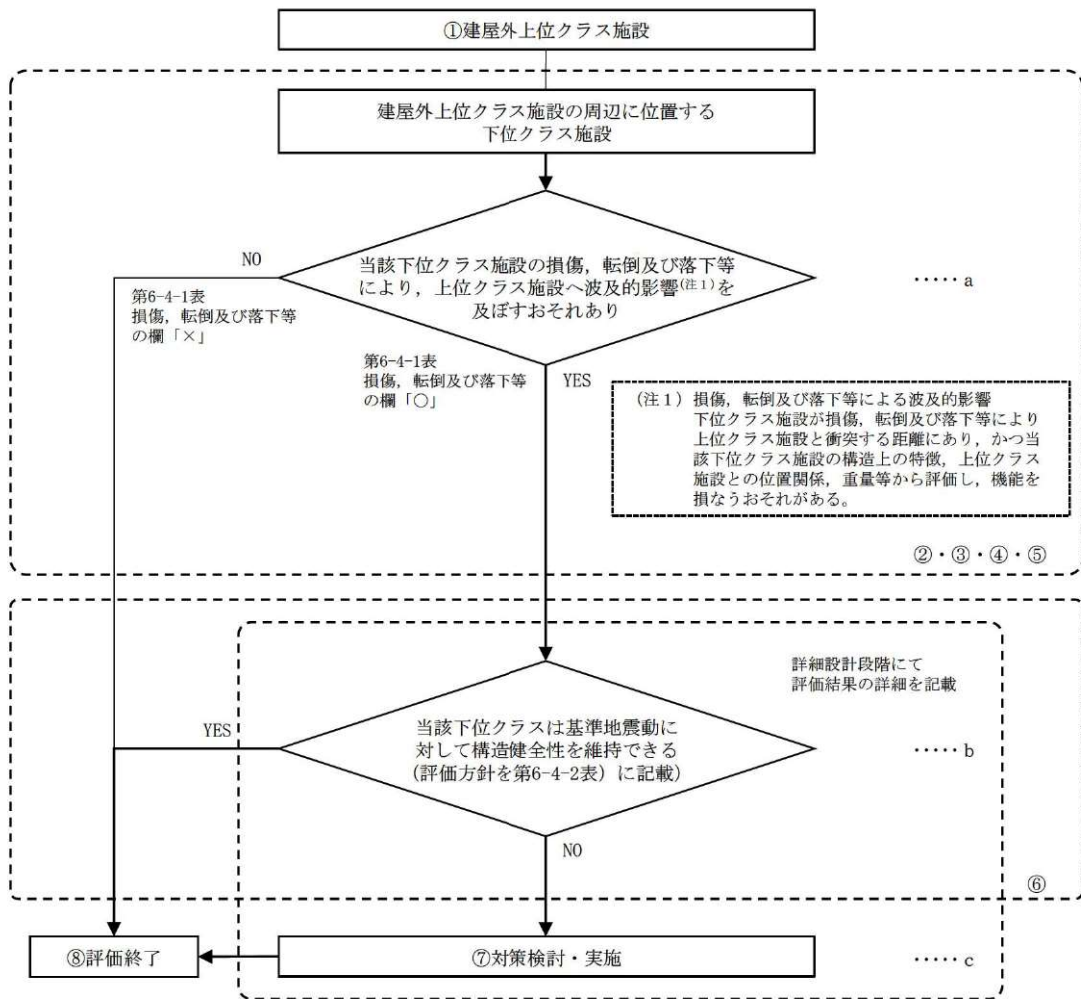 ①建屋外上位クラス施設
建屋外上位クラス施設の周辺に位置する
下位クラス施設
当該下位クラス施設の損傷，転倒及び落下等
により，上位クラス施設へ波及的影響(注1)を
及ぼすおそれあり
‥‥‥a
NO
第6-4-1表
損傷，転倒及び落下等
の欄「×」
第6-4-1表
損傷，転倒及び落下等
の欄「○」
YES
(注1) 損傷，転倒及び落下等による波及的影響
下位クラス施設が損傷，転倒及び落下等により
上位クラス施設と衝突する距離にあり，かつ当
該下位クラス施設の構造上の特徴，上位クラス
施設との位置関係，重量等から評価し，機能を
損なうおそれがある。
②・③・④・⑤
詳細設計段階にて
評価結果の詳細を記載
YES
当該下位クラスは基準地震動に
対して構造健全性を維持できる
(評価方針を第6-4-2表）に記載)
‥‥‥b
NO
⑥
⑧評価終了
⑦対策検討・実施
‥‥‥c